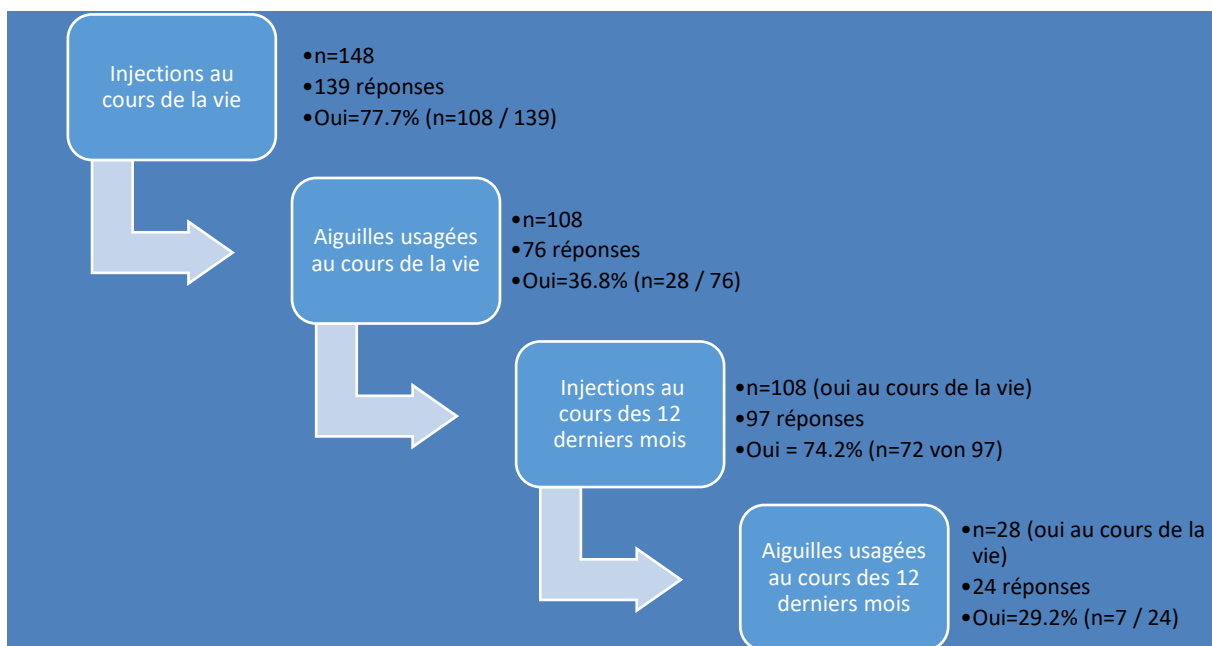 Injections au
cours de la vie
•n=148
•139 réponses
•Oui=77.7% (n=108 / 139)
Aiguilles usagées
au cours de la vie
•n=108
•76 réponses
•Oui=36.8% (n=28 / 76)
Injections au
cours des 12
derniers mois
•n=108 (oui au cours de la vie)
•97 réponses
•Oui = 74.2% (n=72 von 97)
Aiguilles usagées
au cours des 12
derniers mois
•n=28 (oui au cours de la
vie)
•24 réponses
•Oui=29.2% (n=7 / 24)